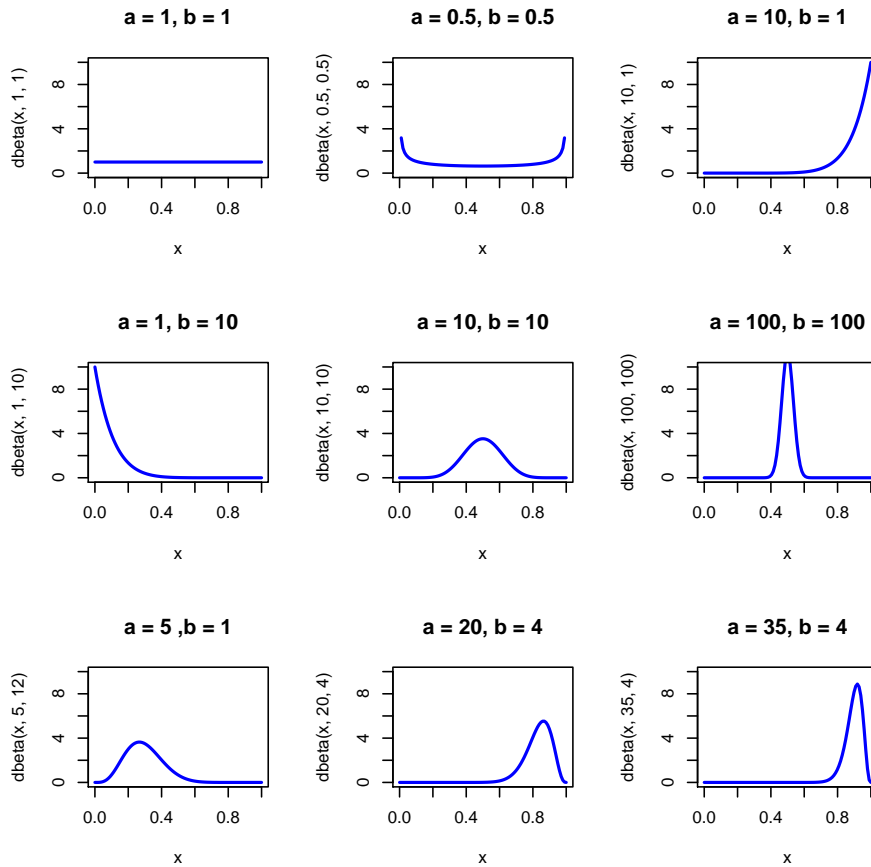 a = 1, b = 1
dbeta(x, 1, 1)
0 4 8
0.0 0.4 0.8
x
a = 0.5, b = 0.5
dbeta(x, 0.5, 0.5)
0 4 8
0.0 0.4 0.8
x
a = 10, b = 1
dbeta(x, 10, 1)
0 4 8
0.0 0.4 0.8
x
a = 1, b = 10
dbeta(x, 1, 10)
0 4 8
0.0 0.4 0.8
x
a = 10, b = 10
dbeta(x, 10, 10)
0 4 8
0.0 0.4 0.8
x
a = 100, b = 100
dbeta(x, 100, 100)
0 4 8
0.0 0.4 0.8
x
a = 5 ,b = 1
dbeta(x, 5, 12)
0 4 8
0.0 0.4 0.8
x
a = 20, b = 4
dbeta(x, 20, 4)
0 4 8
0.0 0.4 0.8
x
a = 35, b = 4
dbeta(x, 35, 4)
0 4 8
0.0 0.4 0.8
x